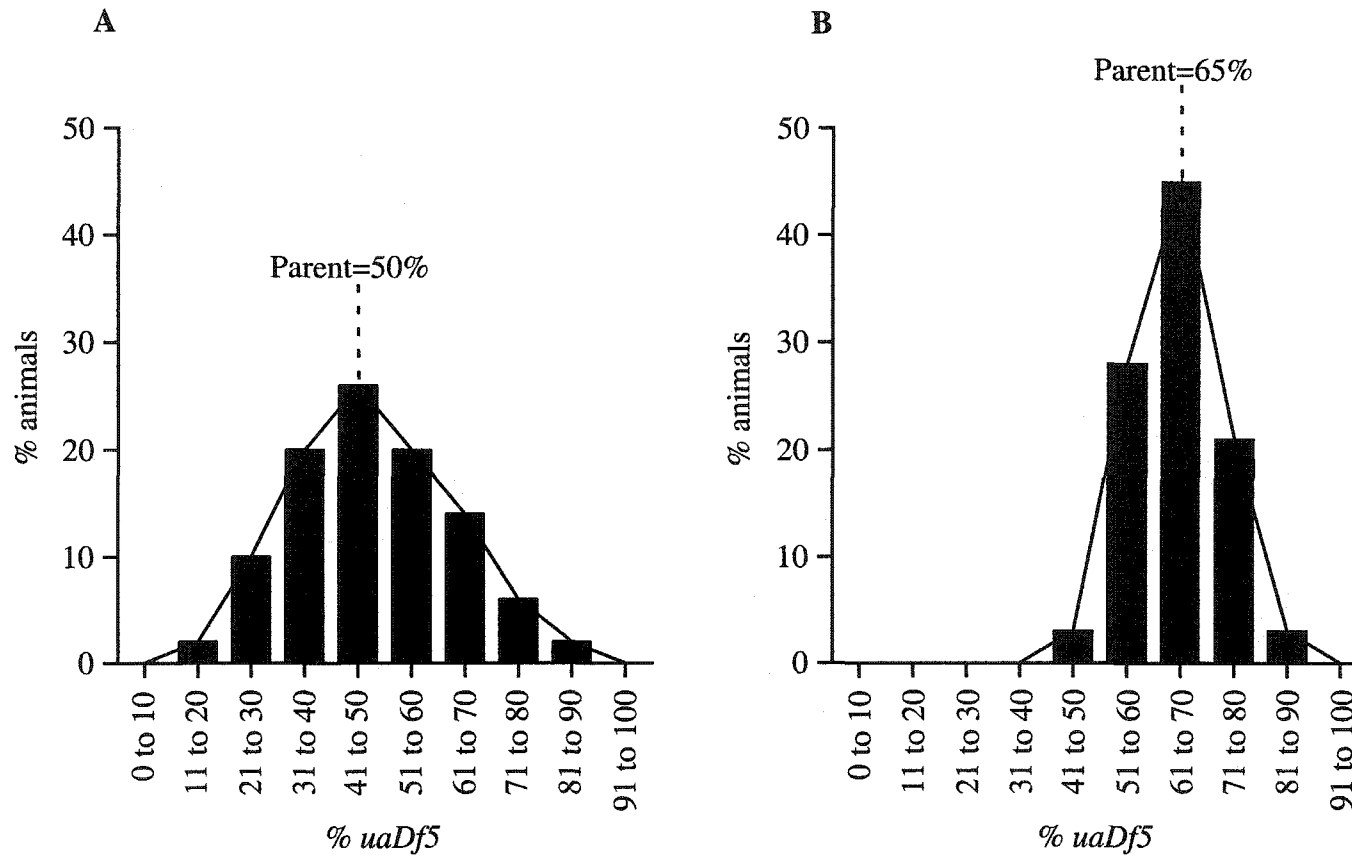 A
Parent=50%
50
40
30
20
10
0
% animals
0 to 10
11 to 20
21 to 30
31 to 40
41 to 50
51 to 60
61 to 70
71 to 80
81 to 90
91 to 100
% uaDf5
B
Parent=65%
50
40
30
20
10
0
% animals
0 to 10
11 to 20
21 to 30
31 to 40
41 to 50
51 to 60
61 to 70
71 to 80
81 to 90
91 to 100
% uaDf5